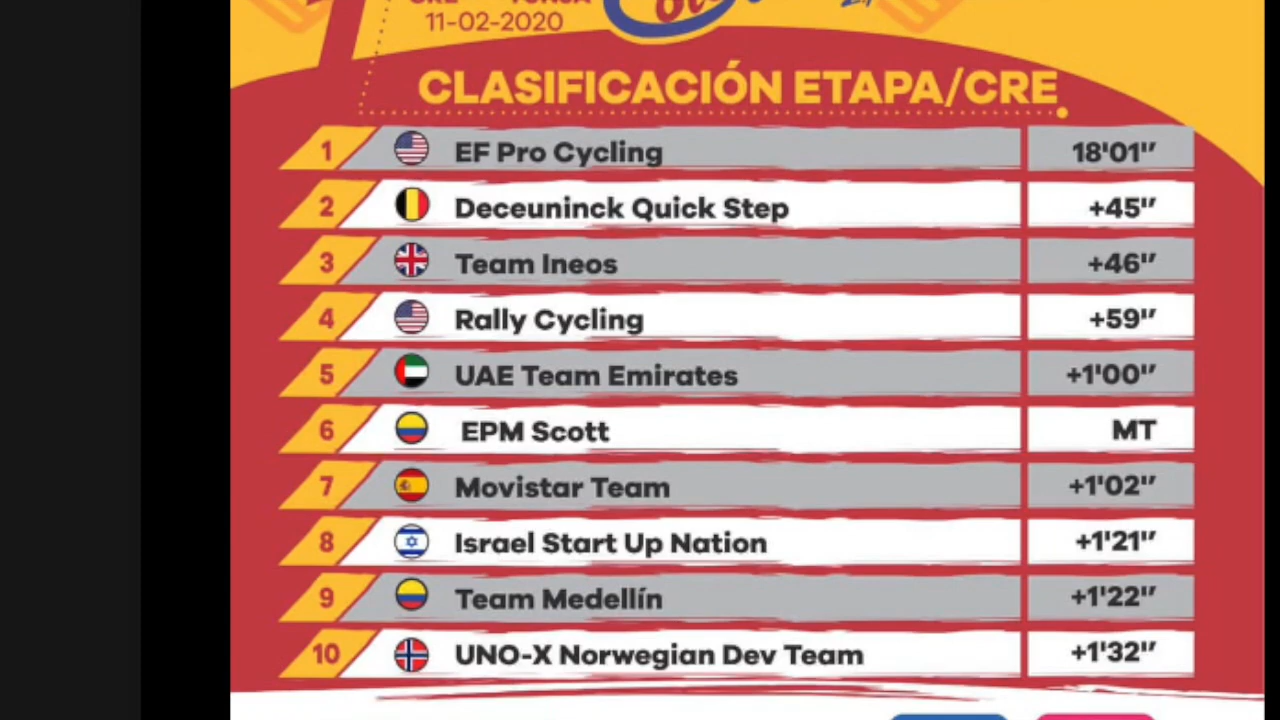 11-02-2020
CLASIFICACIÓN ETAPA/CRE
1 EF Pro Cycling 18'01"
2 Deceuninck Quick Step +45"
3 Team Ineos +46"
4 Rally Cycling +59"
5 UAE Team Emirates +1'00"
6 EPM Scott MT
7 Movistar Team +1'02"
8 Israel Start Up Nation +1'21"
9 Team Medellín +1'22"
10 UNO-X Norwegian Dev Team +1'32"